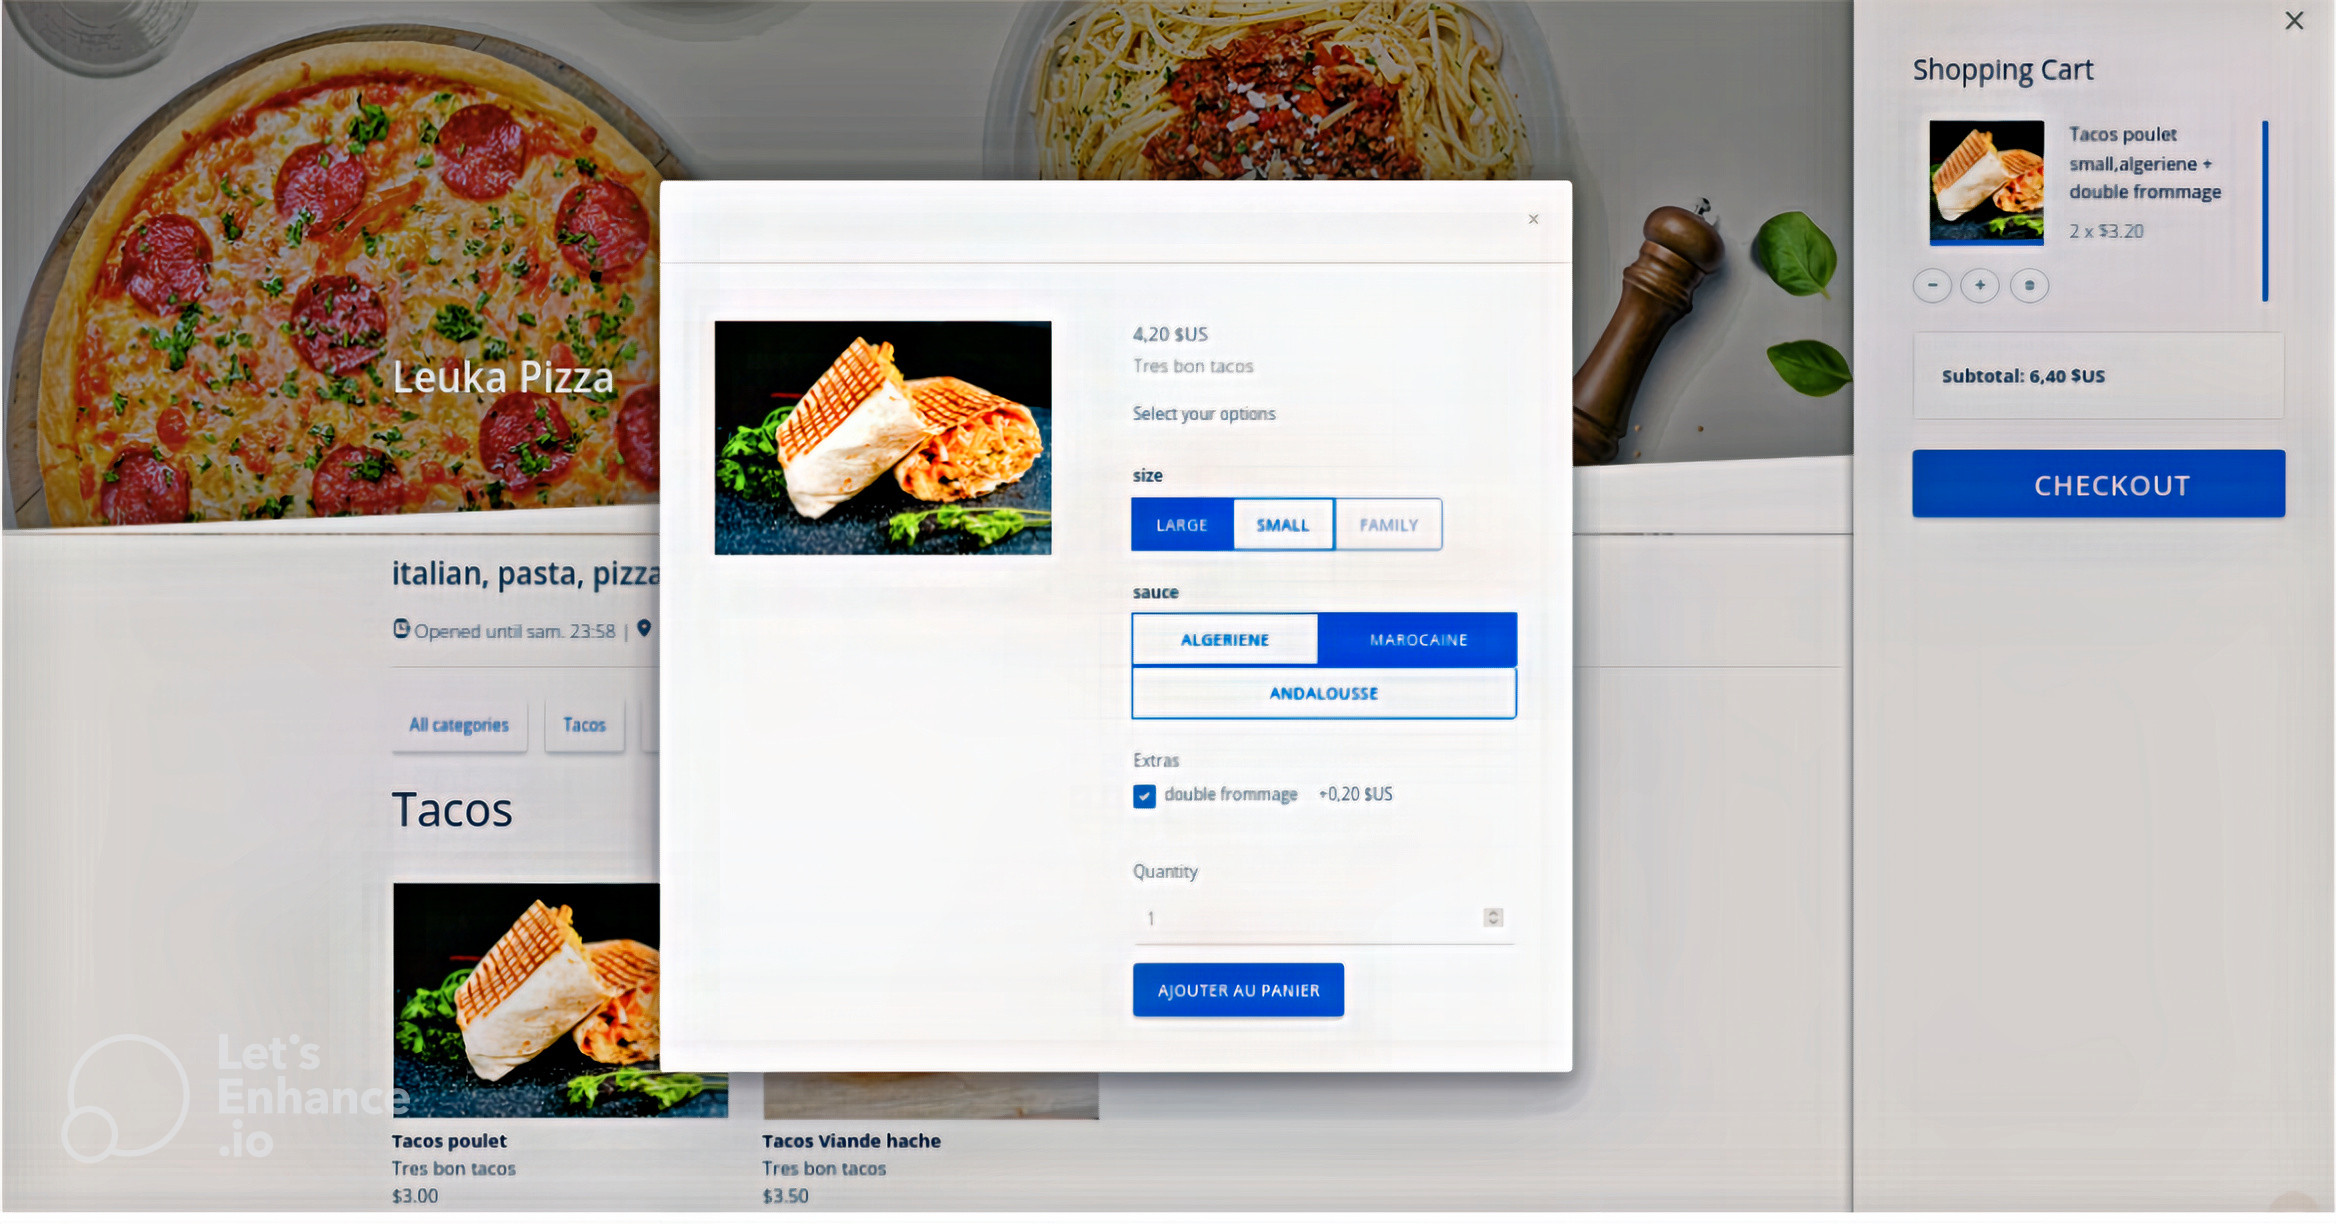 Leuka Pizza
italian, pasta, pizza
Opened until sam. 23:58 |
All categories
Tacos
Tacos
Tacos poulet
Tres bon tacos
$3.00
Tacos Viande hache
Tres bon tacos
$3.50
×
4,20 $US
Tres bon tacos
Select your options
size
LARGE SMALL FAMILY
sauce
ALGERIENE MAROCAINE
ANDALOUSSE
Extras
double frommage +0,20 $US
Quantity
1
AJOUTER AU PANIER
Shopping Cart
Tacos poulet
small,algeriene +
double frommage
2 x $3.20
Subtotal: 6,40 $US
CHECKOUT
Let's
Enhance
.io